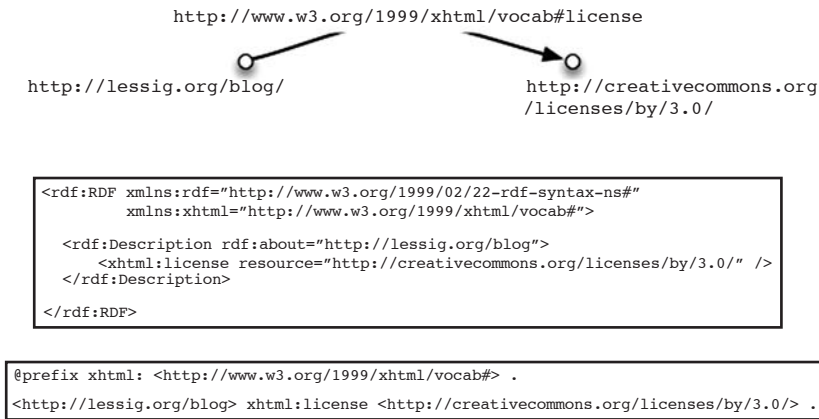 http://www.w3.org/1999/xhtml/vocab#license
http://lessig.org/blog/
http://creativecommons.org
/licenses/by/3.0/
<rdf:RDF xmlns:rdf="http://www.w3.org/1999/02/22-rdf-syntax-ns#"
xmlns:xhtml="http://www.w3.org/1999/xhtml/vocab#">
<rdf:Description rdf:about="http://lessig.org/blog">
<xhtml:license resource="http://creativecommons.org/licenses/by/3.0/" />
</rdf:Description>
</rdf:RDF>
@prefix xhtml: <http://www.w3.org/1999/xhtml/vocab#> .
<http://lessig.org/blog> xhtml:license <http://creativecommons.org/licenses/by/3.0/> .